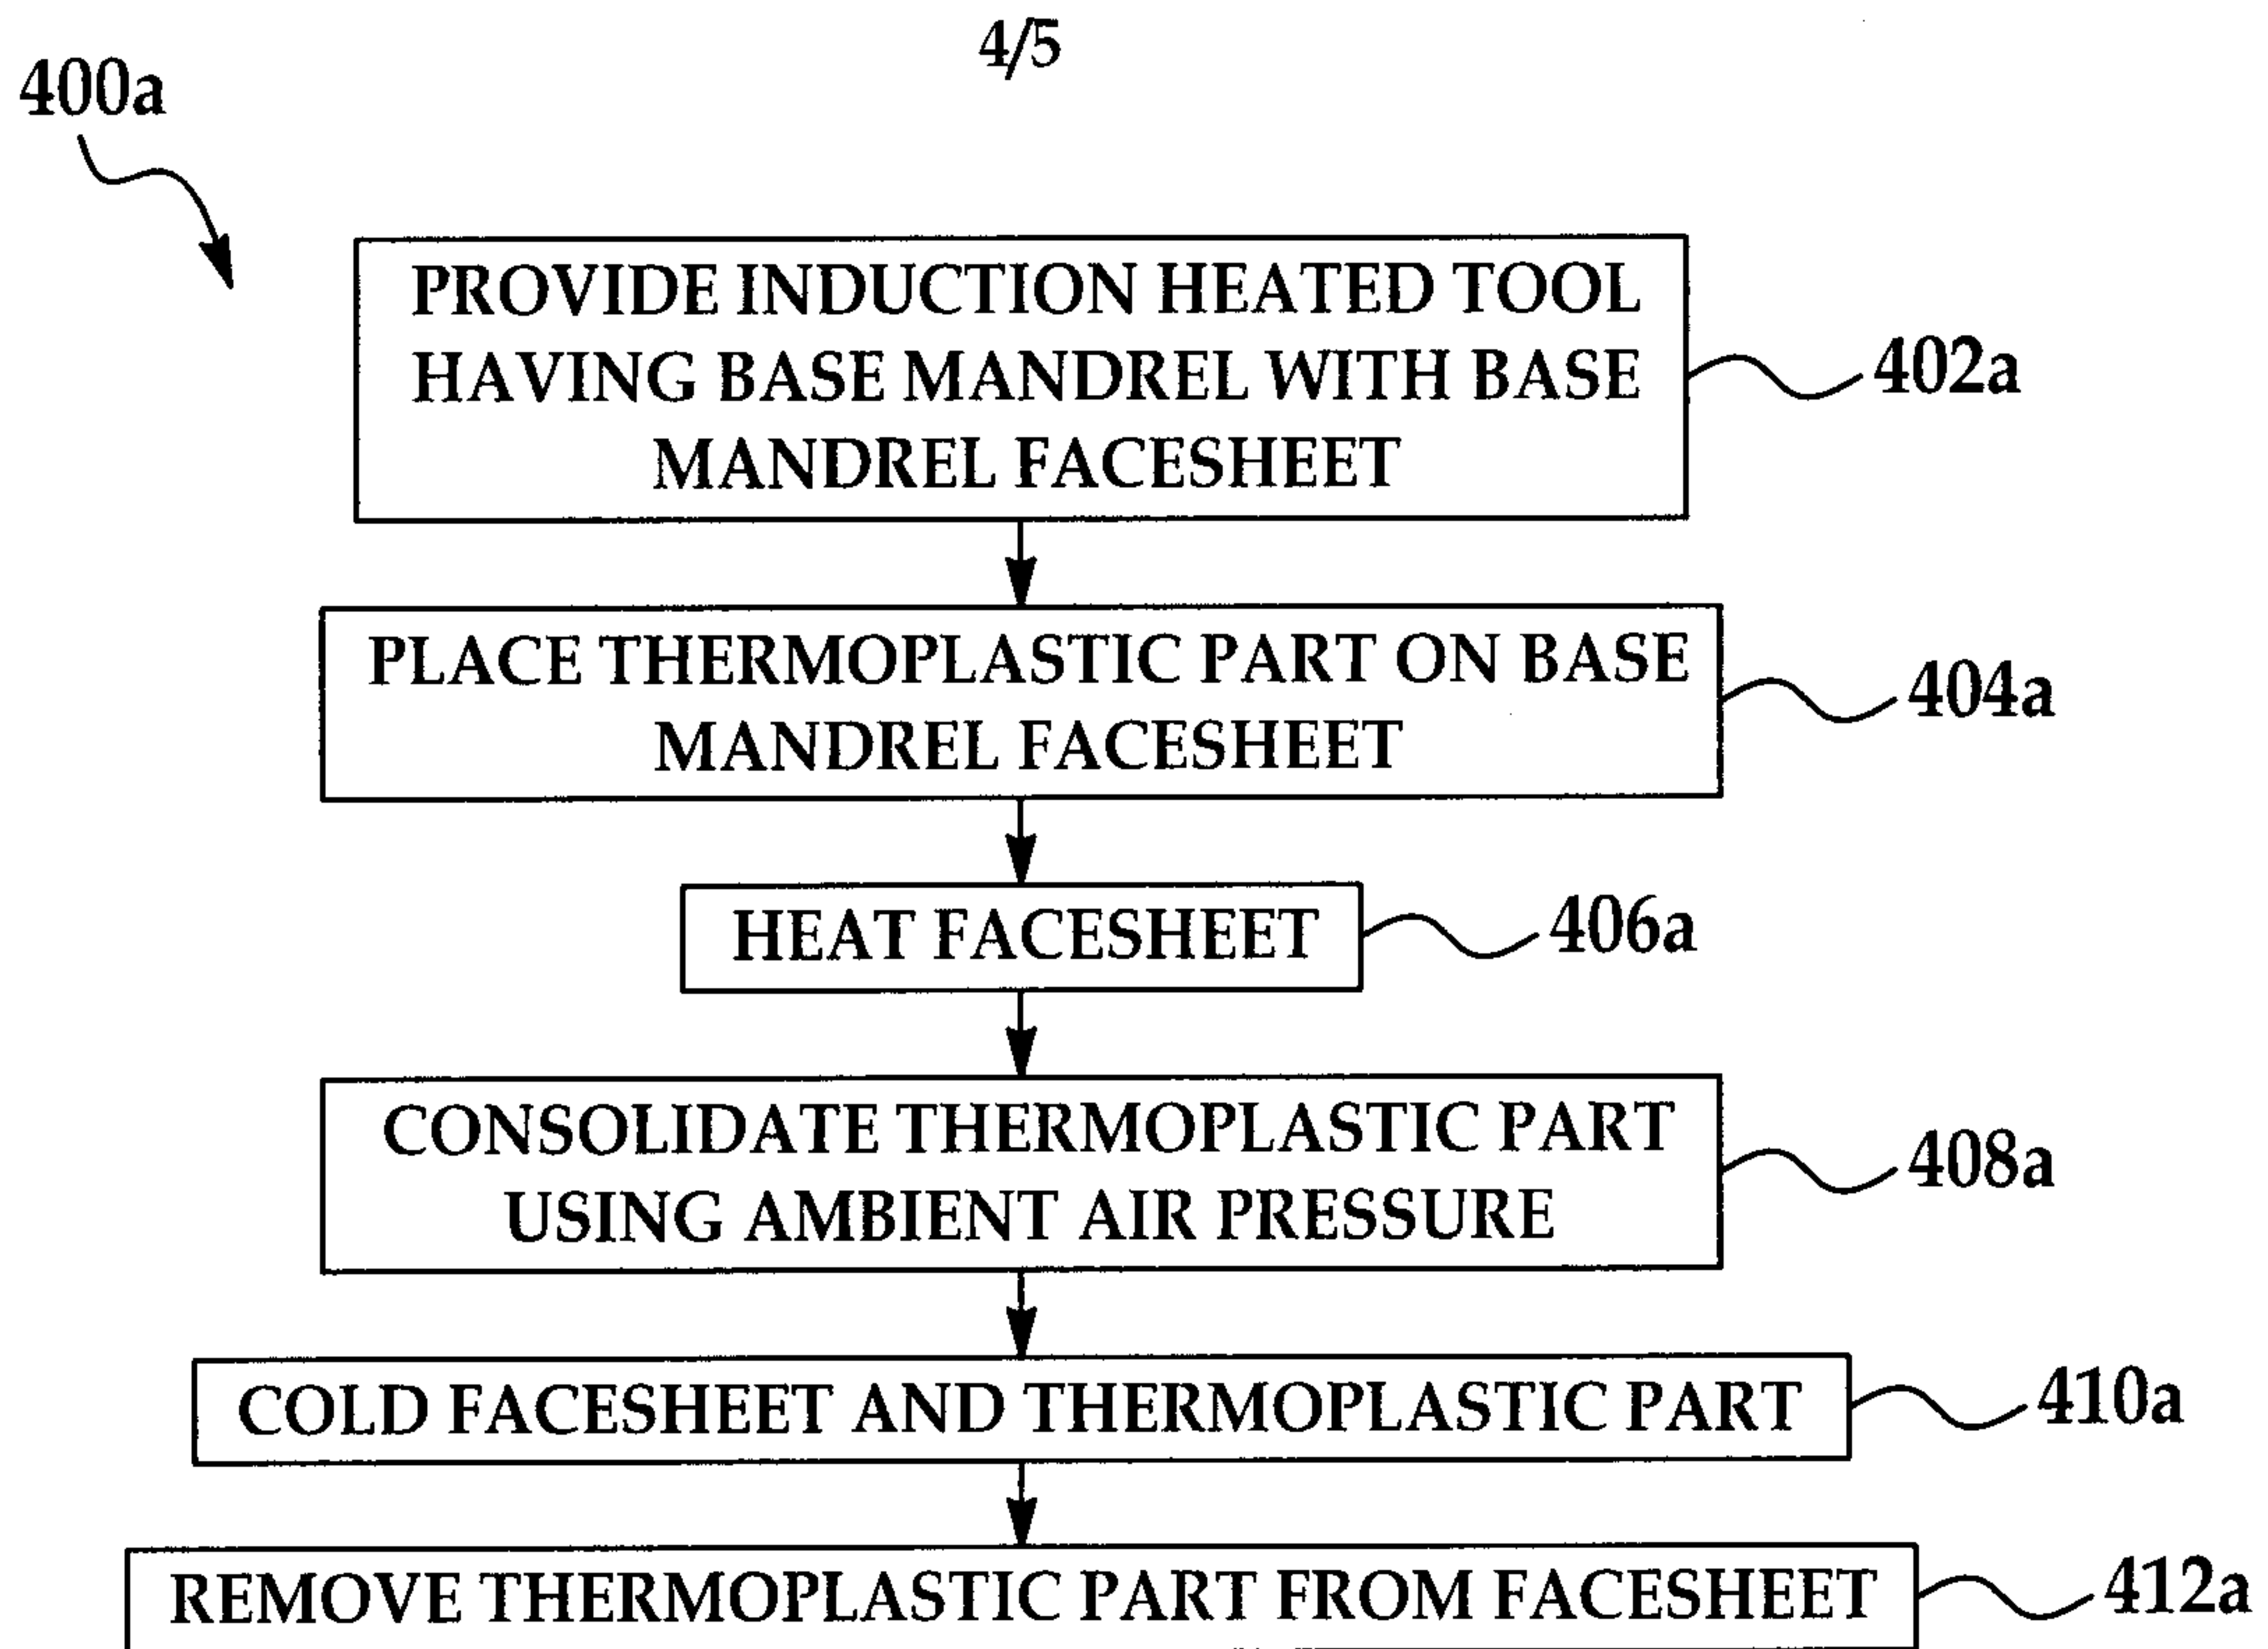 4/5
400a
PROVIDE INDUCTION HEATED TOOL
HAVING BASE MANDREL WITH BASE
MANDREL FACESHEET
402a
PLACE THERMOPLASTIC PART ON BASE
MANDREL FACESHEET
404a
HEAT FACESHEET
406a
CONSOLIDATE THERMOPLASTIC PART
USING AMBIENT AIR PRESSURE
408a
COLD FACESHEET AND THERMOPLASTIC PART
410a
REMOVE THERMOPLASTIC PART FROM FACESHEET
412a